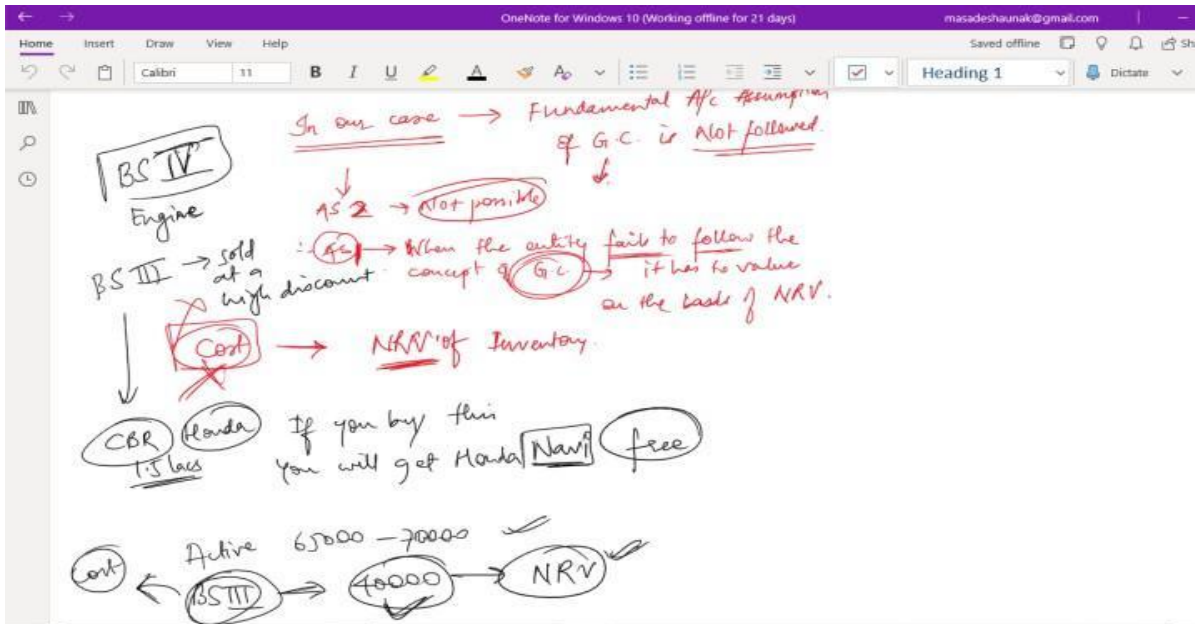 OneNote for Windows 10 (Working offline for 21 days)
masadeshaunak@gmail.com
Home Insert Draw View Help
Saved offline
Sh
Calibri 11 B I U A Heading 1 Dictate
In our case → Fundamental A/c Assumption
of G.C. is Not followed.
BS IV
Engine
AS 2 → Not possible
∴ AS 1 → When the entity fails to follow the
concept of G.C. → it has to value
on the basis of NRV.
BS III → sold
at a
high discount
Cost → NRV of Inventory.
CBR Honda
1.5 lacs
If you buy this
You will get Honda Navi free
Active 65000 - 70000
Cost ← BS III → 40000 → NRV